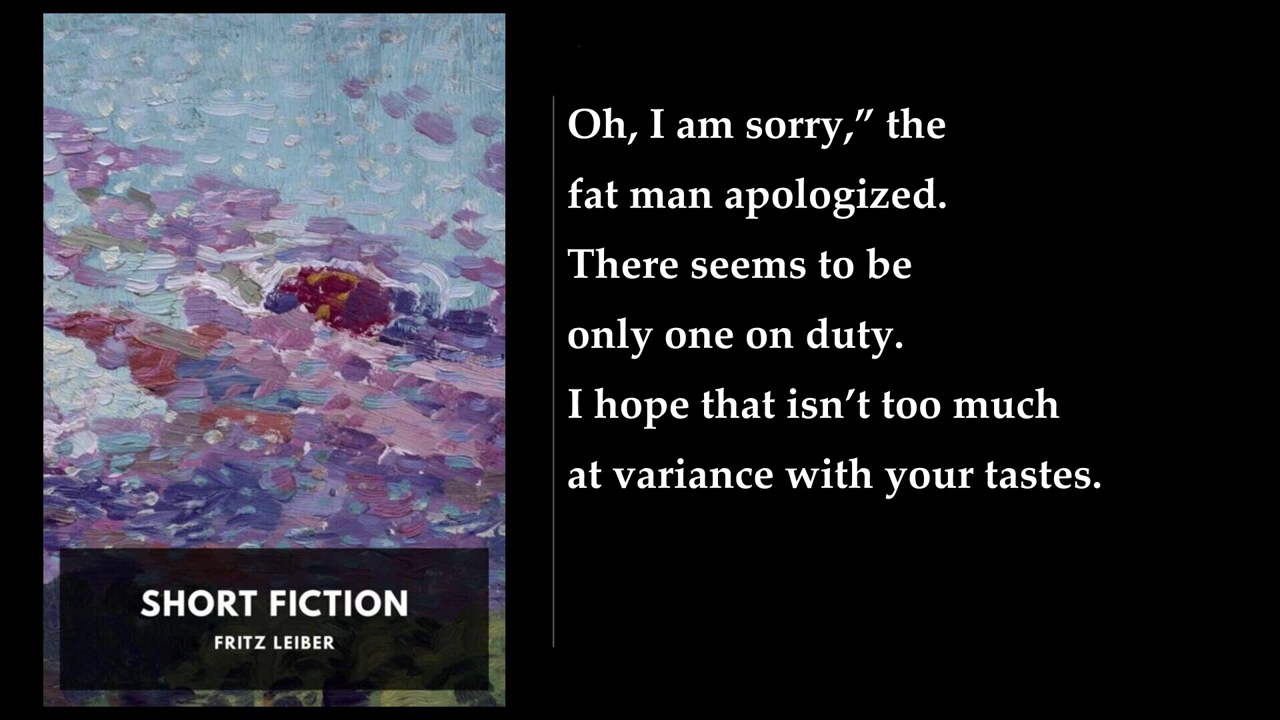 Oh, I am sorry,” the
fat man apologized.
There seems to be
only one on duty.
I hope that isn’t too much
at variance with your tastes.
SHORT FICTION
FRITZ LEIBER